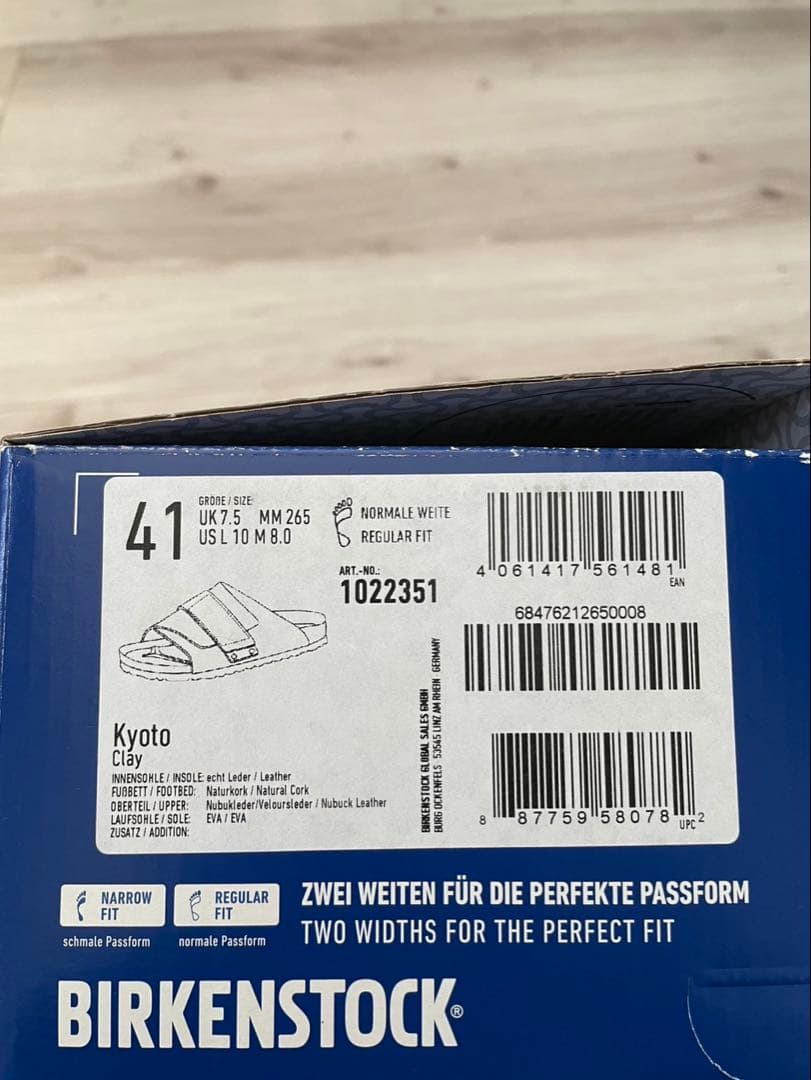 41
GRÖßE / SIZE:
UK 7.5 MM 265
US L 10 M 8.0
NORMALE WEITE
REGULAR FIT
ART.-NO.:
1022351
4 061417 561481
EAN
68476212650008
8 87759 58078 2
UPC
BIRKENSTOCK GLOBAL SALES GMBH
BURG OCKENFELS 53545 LINZ AM RHEIN · GERMANY
Kyoto
Clay
INNENSOHLE / INSOLE: echt Leder / Leather
FUßBETT / FOOTBED: Naturkork / Natural Cork
OBERTEIL / UPPER: Nubukleder/Veloursleder / Nubuck Leather
LAUFSOHLE / SOLE: EVA / EVA
ZUSATZ / ADDITION:
NARROW
FIT
schmale Passform
REGULAR
FIT
normale Passform
ZWEI WEITEN FÜR DIE PERFEKTE PASSFORM
TWO WIDTHS FOR THE PERFECT FIT
BIRKENSTOCK®